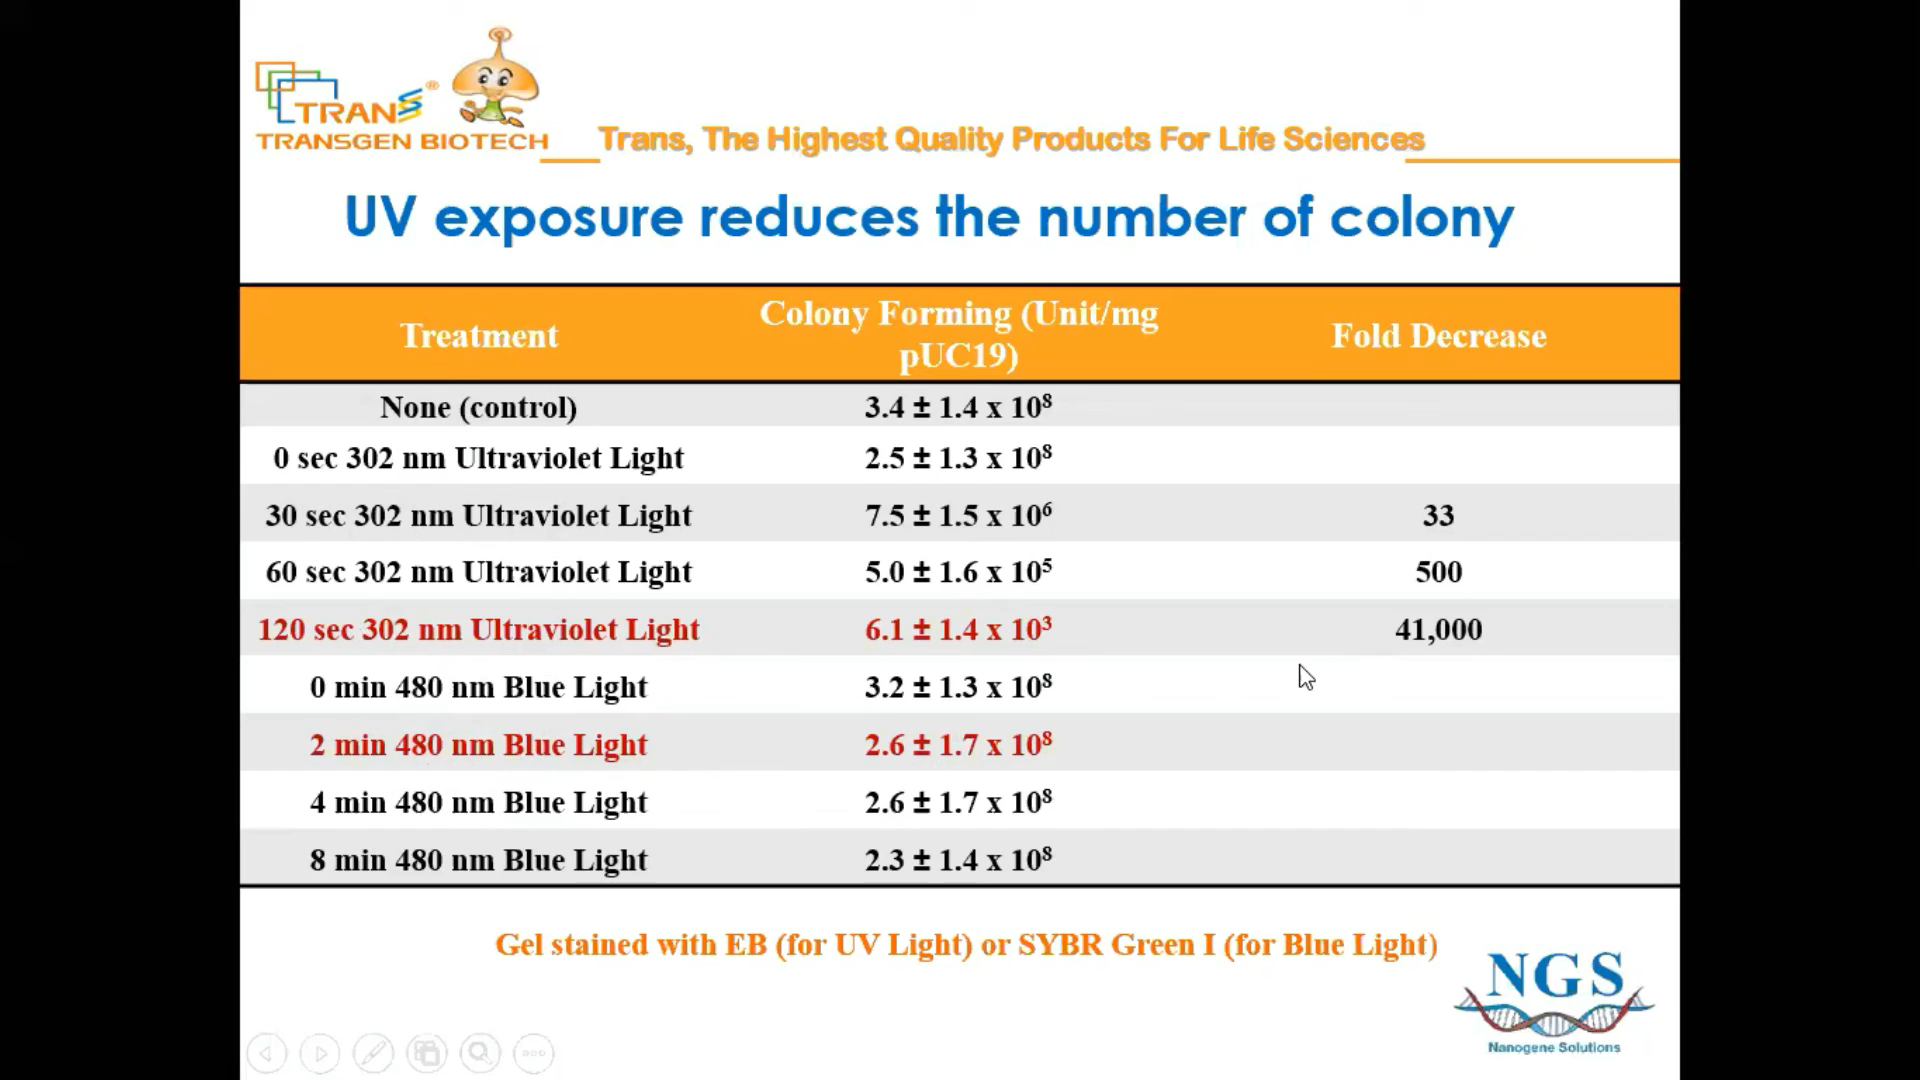 TRANS®
TRANSGEN BIOTECH
Trans, The Highest Quality Products For Life Sciences
UV exposure reduces the number of colony
Treatment Colony Forming (Unit/mg pUC19) Fold Decrease
None (control) 3.4 ± 1.4 x 10⁸
0 sec 302 nm Ultraviolet Light 2.5 ± 1.3 x 10⁸
30 sec 302 nm Ultraviolet Light 7.5 ± 1.5 x 10⁶ 33
60 sec 302 nm Ultraviolet Light 5.0 ± 1.6 x 10⁵ 500
120 sec 302 nm Ultraviolet Light 6.1 ± 1.4 x 10³ 41,000
0 min 480 nm Blue Light 3.2 ± 1.3 x 10⁸
2 min 480 nm Blue Light 2.6 ± 1.7 x 10⁸
4 min 480 nm Blue Light 2.6 ± 1.7 x 10⁸
8 min 480 nm Blue Light 2.3 ± 1.4 x 10⁸
Gel stained with EB (for UV Light) or SYBR Green I (for Blue Light)
NGS
Nanogene Solutions